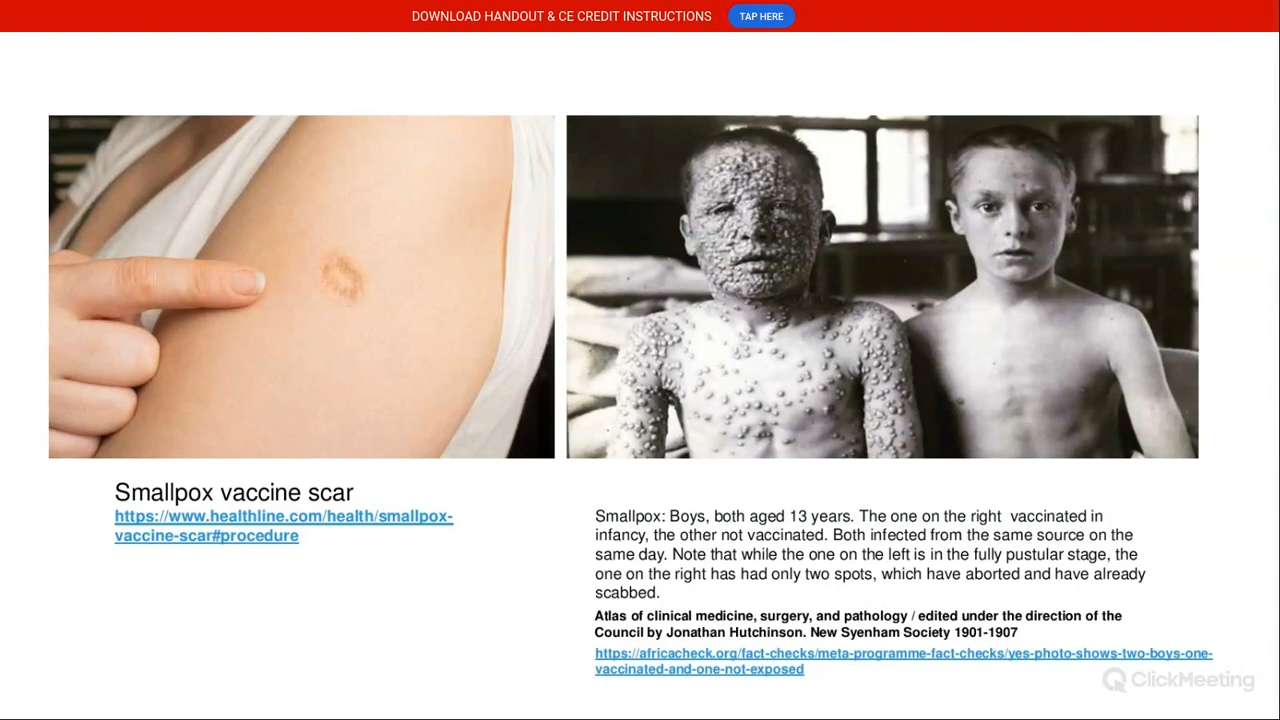 DOWNLOAD HANDOUT & CE CREDIT INSTRUCTIONS TAP HERE
Smallpox vaccine scar
https://www.healthline.com/health/smallpox-
vaccine-scar#procedure
Smallpox: Boys, both aged 13 years. The one on the right vaccinated in
infancy, the other not vaccinated. Both infected from the same source on the
same day. Note that while the one on the left is in the fully pustular stage, the
one on the right has had only two spots, which have aborted and have already
scabbed.
Atlas of clinical medicine, surgery, and pathology / edited under the direction of the
Council by Jonathan Hutchinson. New Syenham Society 1901-1907
https://africacheck.org/fact-checks/meta-programme-fact-checks/yes-photo-shows-two-boys-one-
vaccinated-and-one-not-exposed
ClickMeeting